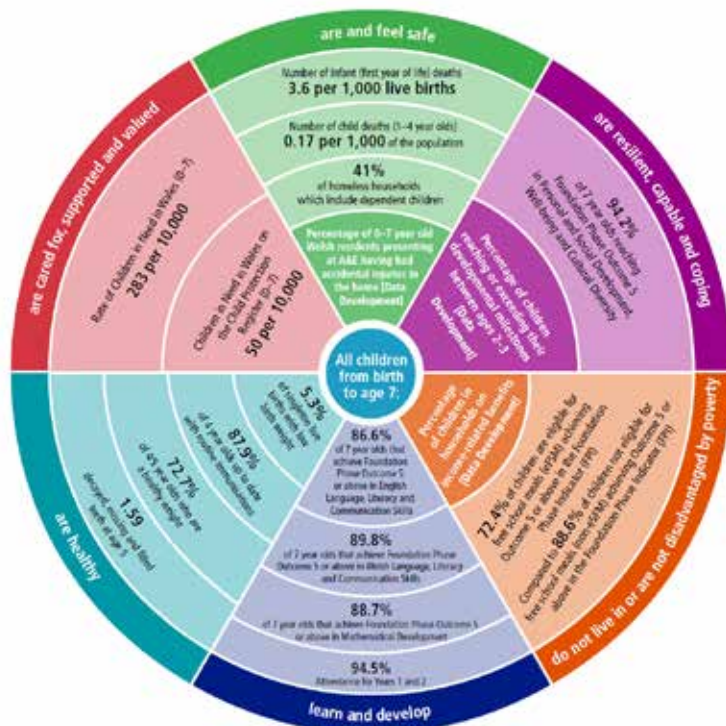 are and feel safe
Number of Infant (first year of life) deaths
3.6 per 1,000 live births
Number of child deaths (1–4 year olds)
0.17 per 1,000 of the population
41%
of homeless households
which include dependent children
Percentage of 0–7 year old
Welsh residents presenting
at A&E having had
accidental injuries in
the home [Data
Development]
are resilient, capable and coping
94.2%
of 7 year olds reaching
Foundation Phase Outcome 5
in Personal and Social Development,
Well-being and Cultural Diversity
Percentage of children
reaching or exceeding their
developmental milestones
between ages 2–3
[Data
Development]
do not live in or are not disadvantaged by poverty
Percentage
of children in
households on
benefits
[Data Development]
72.4% of children are eligible for
free school meals (eFSM) achieving
Outcome 5 or above in the Foundation
Phase Indicator (FPI)
Compared to 88.6% of children not eligible for
free school meals achieving Outcome 5 or
above in the Foundation Phase Indicator (FPI)
learn and develop
86.6%
of 7 year olds that
achieve Foundation
Phase Outcome 5
or above in English
Language, Literacy and
Communication Skills
89.8%
of 7 year olds that achieve Foundation Phase
Outcome 5 or above in Welsh Language, Literacy
and Communication Skills
88.7%
of 7 year olds that achieve Foundation Phase Outcome 5
or above in Mathematical Development
94.5%
Attendance for Years 1 and 2
are healthy
5.3%
of singleton live
births with low
birth weight
87.9%
of 4 year olds up to date
with routine immunisations
72.7%
of 4/5 year olds who are
a healthy weight
1.59
decayed, missing and filled
teeth at age 5
are cared for, supported and valued
Rate of Children in Need in Wales (0–7)
283 per 10,000
Children in Need in Wales on
the Child Protection
Register (0–7)
50 per 10,000
All children
from birth
to age 7: